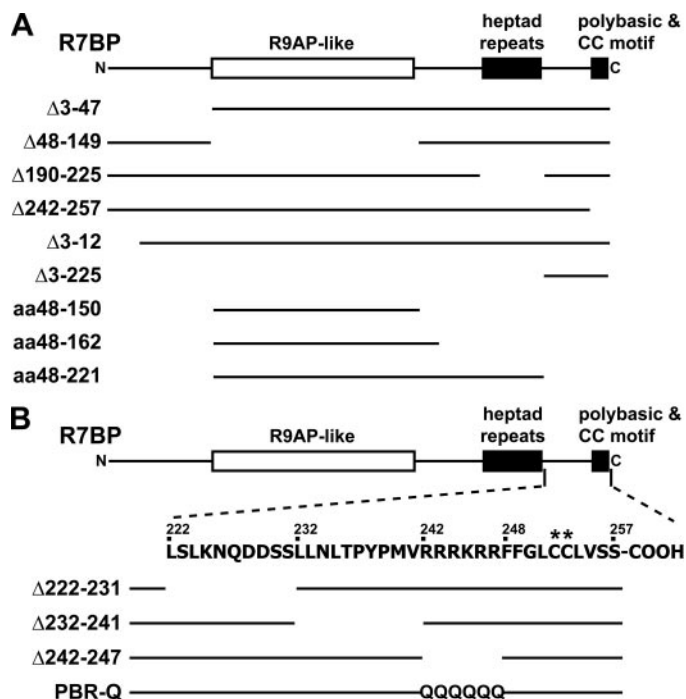 A
R7BP
N
R9AP-like
heptad
repeats
polybasic &
CC motif
C
Δ3-47
Δ48-149
Δ190-225
Δ242-257
Δ3-12
Δ3-225
aa48-150
aa48-162
aa48-221
B
R7BP
N
R9AP-like
heptad
repeats
polybasic &
CC motif
C
222 232 242 248 ** 257
LSLKNQDDSSLLNLTPYPMVRRRKRRFFGLCCLVSS-COOH
Δ222-231
Δ232-241
Δ242-247
PBR-Q QQQQQQ